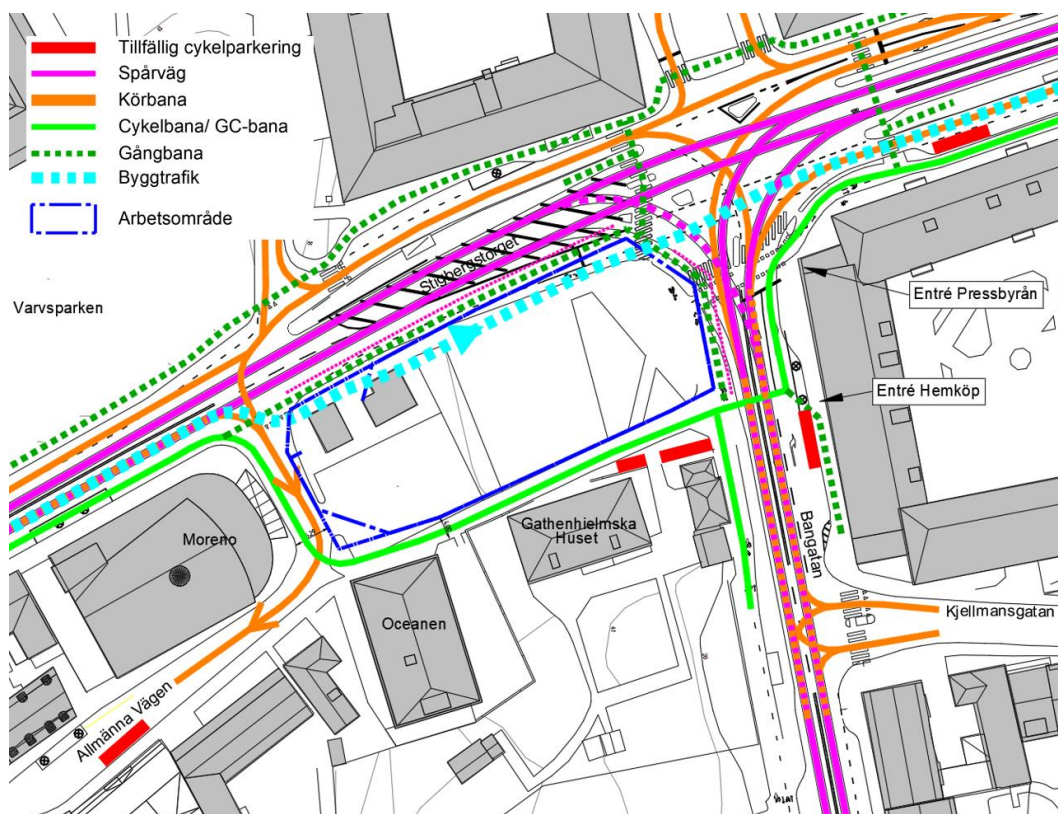 Tillfällig cykelparkering
Spårväg
Körbana
Cykelbana/ GC-bana
Gångbana
Byggtrafik
Arbetsområde
Stigbergstorget
Varvsparken
Entré Pressbyrån
Entré Hemköp
Moreno
Gathenhielmska
Huset
Bangatan
Oceanen
Kjellmansgatan
Allmänna Vägen